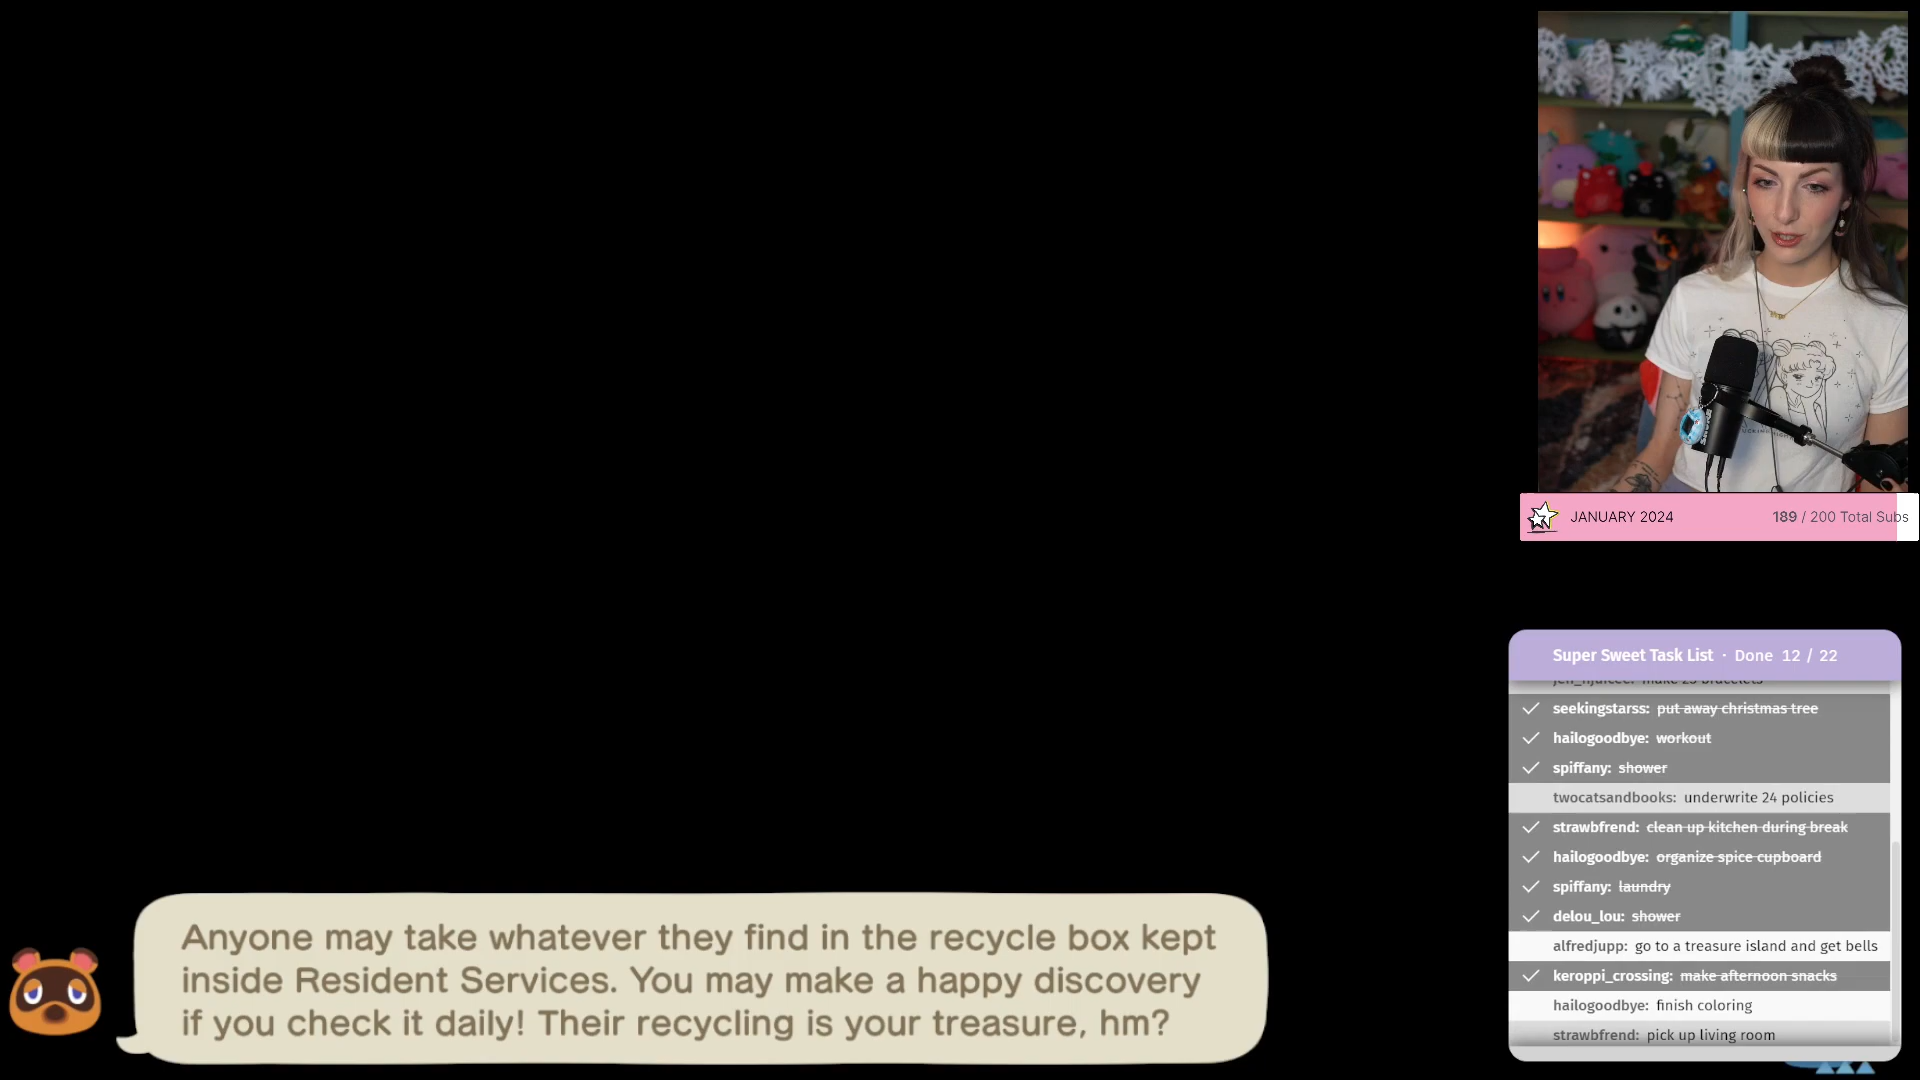 JANUARY 2024
189 / 200 Total Subs
Super Sweet Task List · Done 12 / 22
seekingstarss: put away christmas tree
hailogoodbye: workout
spiffany: shower
twocatsandbooks: underwrite 24 policies
strawbfrend: clean up kitchen during break
hailogoodbye: organize spice cupboard
spiffany: laundry
delou_lou: shower
alfredjupp: go to a treasure island and get bells
keroppi_crossing: make afternoon snacks
hailogoodbye: finish coloring
strawbfrend: pick up living room
Anyone may take whatever they find in the recycle box kept
inside Resident Services. You may make a happy discovery
if you check it daily! Their recycling is your treasure, hm?